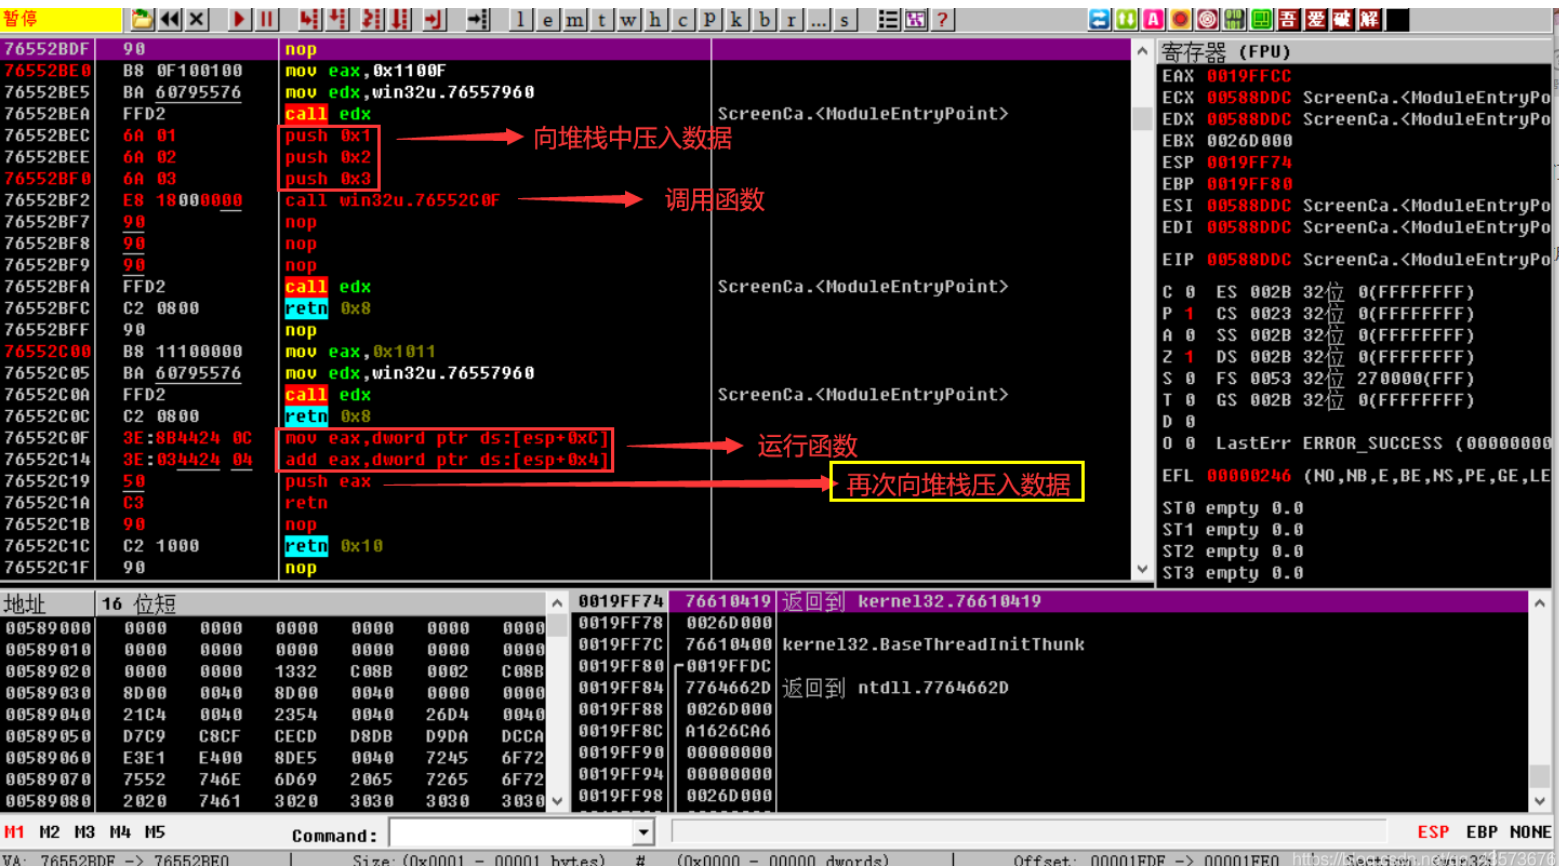 暂停 l e m t w h c p k b r ... s ? A 吾 爱 破 解
76552BDF 90 nop
76552BE0 B8 0F100100 mov eax,0x1100F
76552BE5 BA 60795576 mov edx,win32u.76557960
76552BEA FFD2 call edx ScreenCa.<ModuleEntryPoint>
76552BEC 6A 01 push 0x1
76552BEE 6A 02 push 0x2
76552BF0 6A 03 push 0x3
向堆栈中压入数据
76552BF2 E8 18000000 call win32u.76552C0F
调用函数
76552BF7 90 nop
76552BF8 90 nop
76552BF9 90 nop
76552BFA FFD2 call edx ScreenCa.<ModuleEntryPoint>
76552BFC C2 0800 retn 0x8
76552BFF 90 nop
76552C00 B8 11100000 mov eax,0x1011
76552C05 BA 60795576 mov edx,win32u.76557960
76552C0A FFD2 call edx ScreenCa.<ModuleEntryPoint>
76552C0C C2 0800 retn 0x8
76552C0F 3E:8B4424 0C mov eax,dword ptr ds:[esp+0xC]
76552C14 3E:034424 04 add eax,dword ptr ds:[esp+0x4]
运行函数
76552C19 50 push eax
再次向堆栈压入数据
76552C1A C3 retn
76552C1B 90 nop
76552C1C C2 1000 retn 0x10
76552C1F 90 nop
寄存器 (FPU)
EAX 0019FFCC
ECX 00588DDC ScreenCa.<ModuleEntryPo
EDX 00588DDC ScreenCa.<ModuleEntryPo
EBX 0026D000
ESP 0019FF74
EBP 0019FF80
ESI 00588DDC ScreenCa.<ModuleEntryPo
EDI 00588DDC ScreenCa.<ModuleEntryPo
EIP 00588DDC ScreenCa.<ModuleEntryPo
C 0 ES 002B 32位 0(FFFFFFFF)
P 1 CS 0023 32位 0(FFFFFFFF)
A 0 SS 002B 32位 0(FFFFFFFF)
Z 1 DS 002B 32位 0(FFFFFFFF)
S 0 FS 0053 32位 270000(FFF)
T 0 GS 002B 32位 0(FFFFFFFF)
D 0
O 0 LastErr ERROR_SUCCESS (00000000
EFL 00000246 (NO,NB,E,BE,NS,PE,GE,LE
ST0 empty 0.0
ST1 empty 0.0
ST2 empty 0.0
ST3 empty 0.0
地址 16 位短
00589000 0000 0000 0000 0000 0000 0000
00589010 0000 0000 0000 0000 0000 0000
00589020 0000 0000 1332 C08B 0002 C08B
00589030 8D00 0040 8D00 0040 0000 0000
00589040 21C4 0040 2354 0040 26D4 0040
00589050 D7C9 C8CF CECD D8DB D9DA DCCA
00589060 E3E1 E400 8DE5 0040 7245 6F72
00589070 7552 746E 6D69 2065 7265 6F72
00589080 2020 7461 3020 3030 3030 3030
0019FF74 76610419 返回到 kernel32.76610419
0019FF78 0026D000
0019FF7C 76610400 kernel32.BaseThreadInitThunk
0019FF80 0019FFDC
0019FF84 7764662D 返回到 ntdll.7764662D
0019FF88 0026D000
0019FF8C A1626CA6
0019FF90 00000000
0019FF94 00000000
0019FF98 0026D000
M1 M2 M3 M4 M5 Command: ESP EBP NONE
VA: 76552BDF -> 76552BE0 Size: (0x0001 - 00001 bytes) # (0x0000 - 00000 dwords) Offset: 00001FDF -> 00001FE0